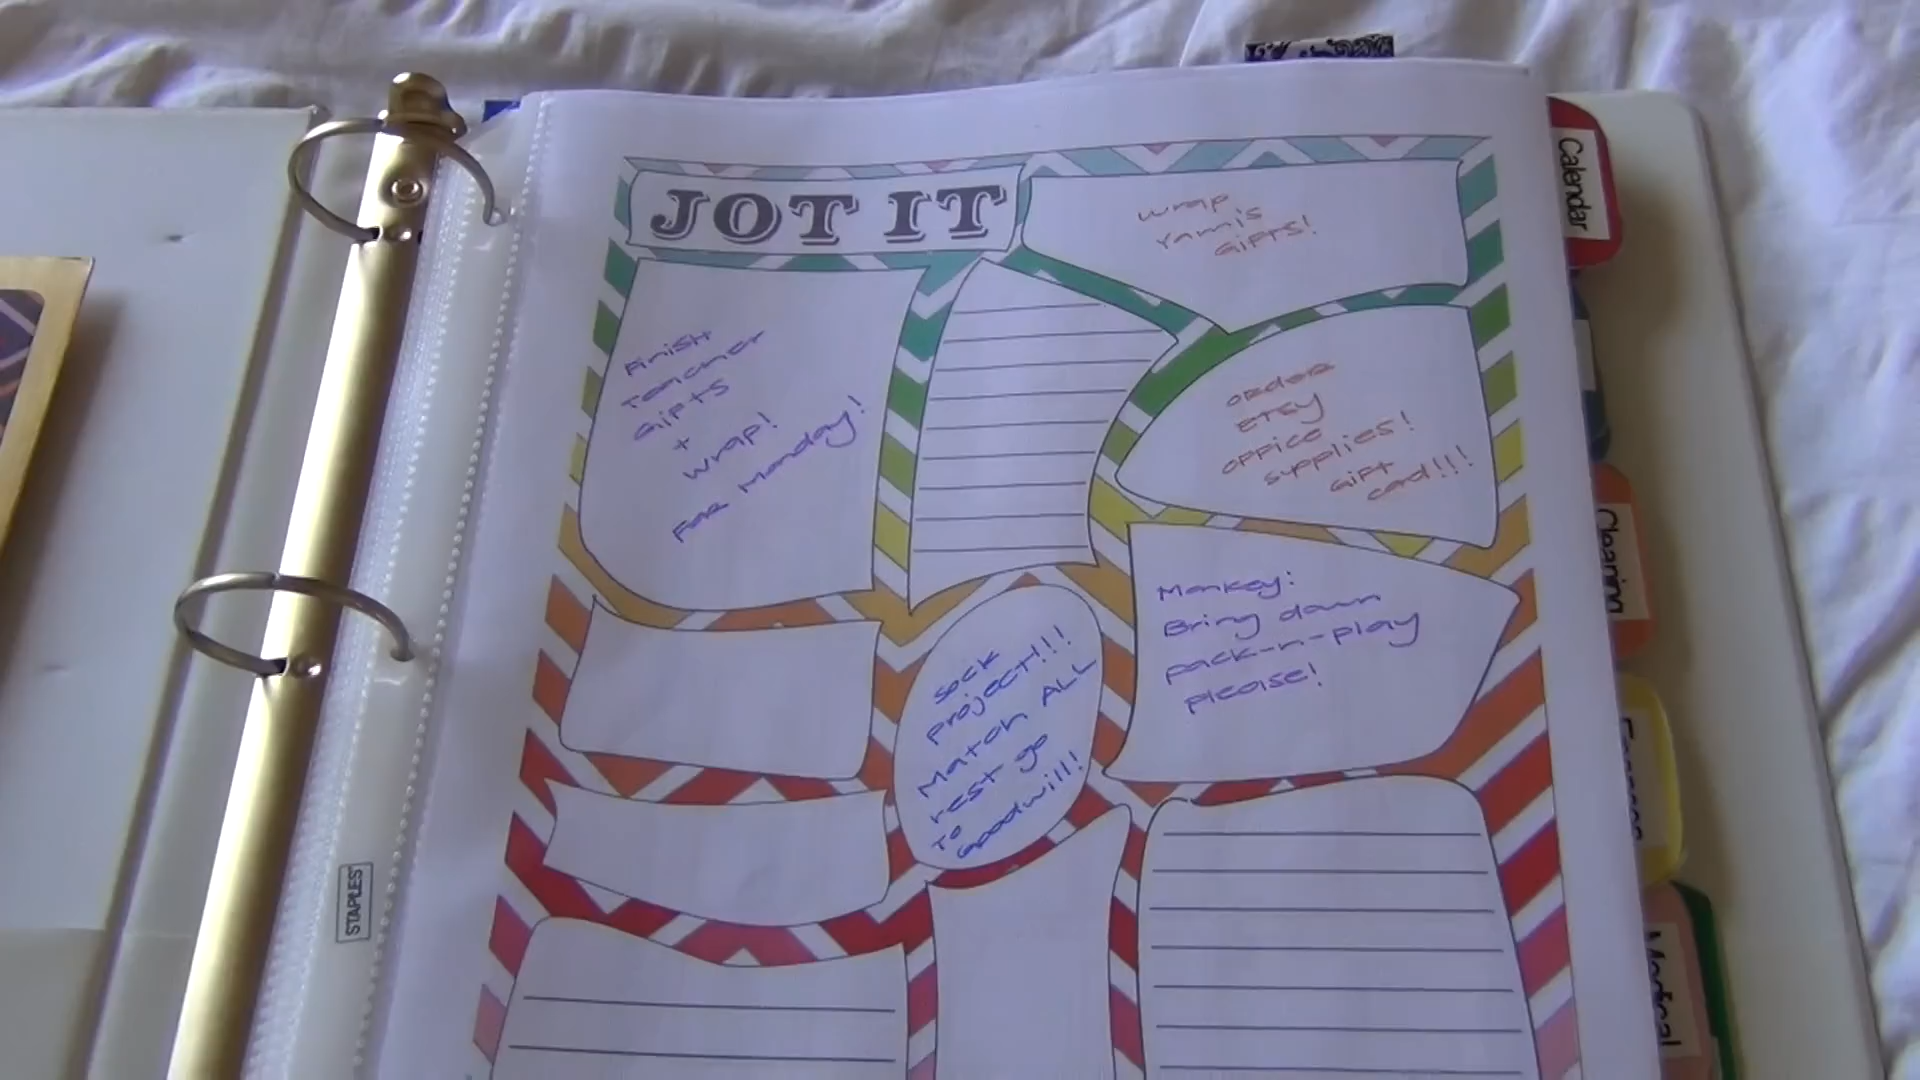 JOT IT
wrap
Yami's
Gifts!
Finish
Teacher
Gifts
+
wrap!
For Monday!
order
ETSY
OFFICE
supplies!
Gift
card!!!
Monkey:
Bring down
pack-n-play
please!
sock
project!!!
Match ALL
rest go
To
Goodwill!
STAPLES
Calendar
Cleaning
Finances
Medical